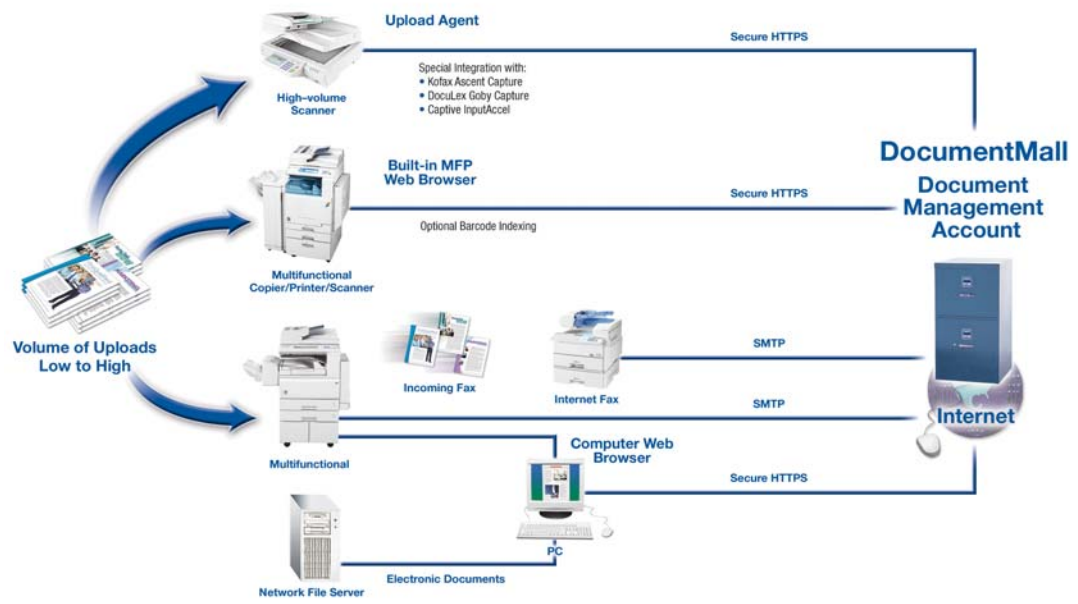 Upload Agent
Secure HTTPS
Special Integration with:
• Kofax Ascent Capture
• DocuLex Goby Capture
• Captive InputAccel
High–volume
Scanner
DocumentMall
Document
Management
Account
Built-in MFP
Web Browser
Secure HTTPS
Optional Barcode Indexing
Multifunctional
Copier/Printer/Scanner
Volume of Uploads
Low to High
Incoming Fax
Internet Fax
SMTP
SMTP
Internet
Multifunctional
Computer Web
Browser
Secure HTTPS
PC
Electronic Documents
Network File Server